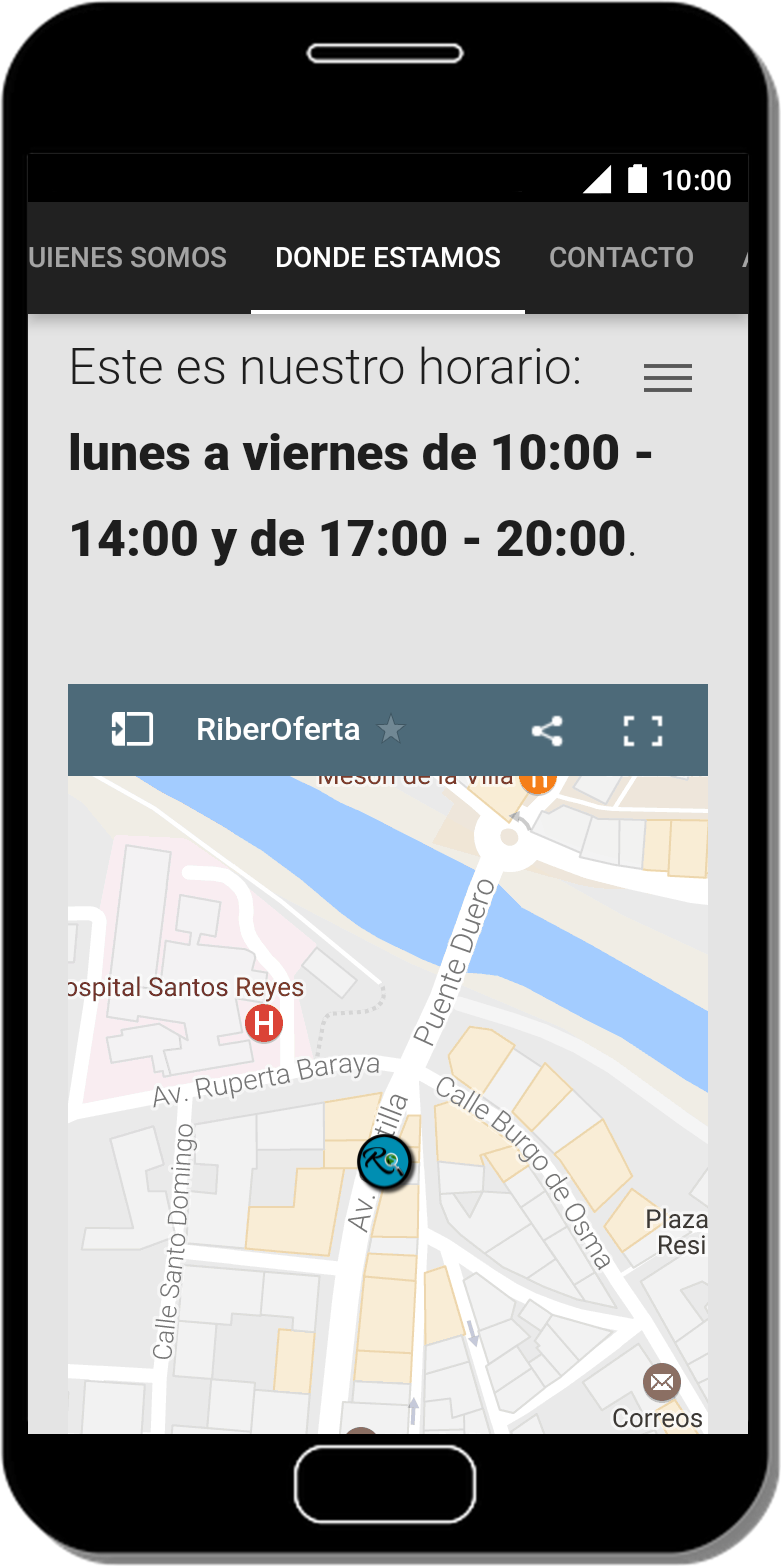 10:00
UIENES SOMOS DONDE ESTAMOS CONTACTO
Este es nuestro horario:
lunes a viernes de 10:00 -
14:00 y de 17:00 - 20:00.
RiberOferta
Meson de la Villa
Puente Duero
ospital Santos Reyes
H
Av. Ruperta Baraya
Calle Burgo de Osma
Av. tilla
R
Calle Santo Domingo
Plaza
Resi
Correos